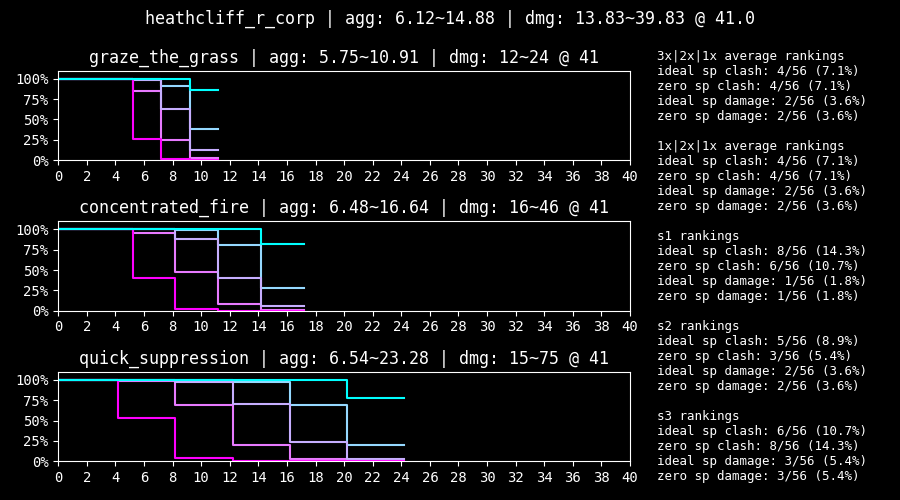 heathcliff_r_corp | agg: 6.12~14.88 | dmg: 13.83~39.83 @ 41.0
graze_the_grass | agg: 5.75~10.91 | dmg: 12~24 @ 41
100%
75%
50%
25%
0%
0 2 4 6 8 10 12 14 16 18 20 22 24 26 28 30 32 34 36 38 40
concentrated_fire | agg: 6.48~16.64 | dmg: 16~46 @ 41
100%
75%
50%
25%
0%
0 2 4 6 8 10 12 14 16 18 20 22 24 26 28 30 32 34 36 38 40
quick_suppression | agg: 6.54~23.28 | dmg: 15~75 @ 41
100%
75%
50%
25%
0%
0 2 4 6 8 10 12 14 16 18 20 22 24 26 28 30 32 34 36 38 40
3x|2x|1x average rankings
ideal sp clash: 4/56 (7.1%)
zero sp clash: 4/56 (7.1%)
ideal sp damage: 2/56 (3.6%)
zero sp damage: 2/56 (3.6%)
1x|2x|1x average rankings
ideal sp clash: 4/56 (7.1%)
zero sp clash: 4/56 (7.1%)
ideal sp damage: 2/56 (3.6%)
zero sp damage: 2/56 (3.6%)
s1 rankings
ideal sp clash: 8/56 (14.3%)
zero sp clash: 6/56 (10.7%)
ideal sp damage: 1/56 (1.8%)
zero sp damage: 1/56 (1.8%)
s2 rankings
ideal sp clash: 5/56 (8.9%)
zero sp clash: 3/56 (5.4%)
ideal sp damage: 2/56 (3.6%)
zero sp damage: 2/56 (3.6%)
s3 rankings
ideal sp clash: 6/56 (10.7%)
zero sp clash: 8/56 (14.3%)
ideal sp damage: 3/56 (5.4%)
zero sp damage: 3/56 (5.4%)